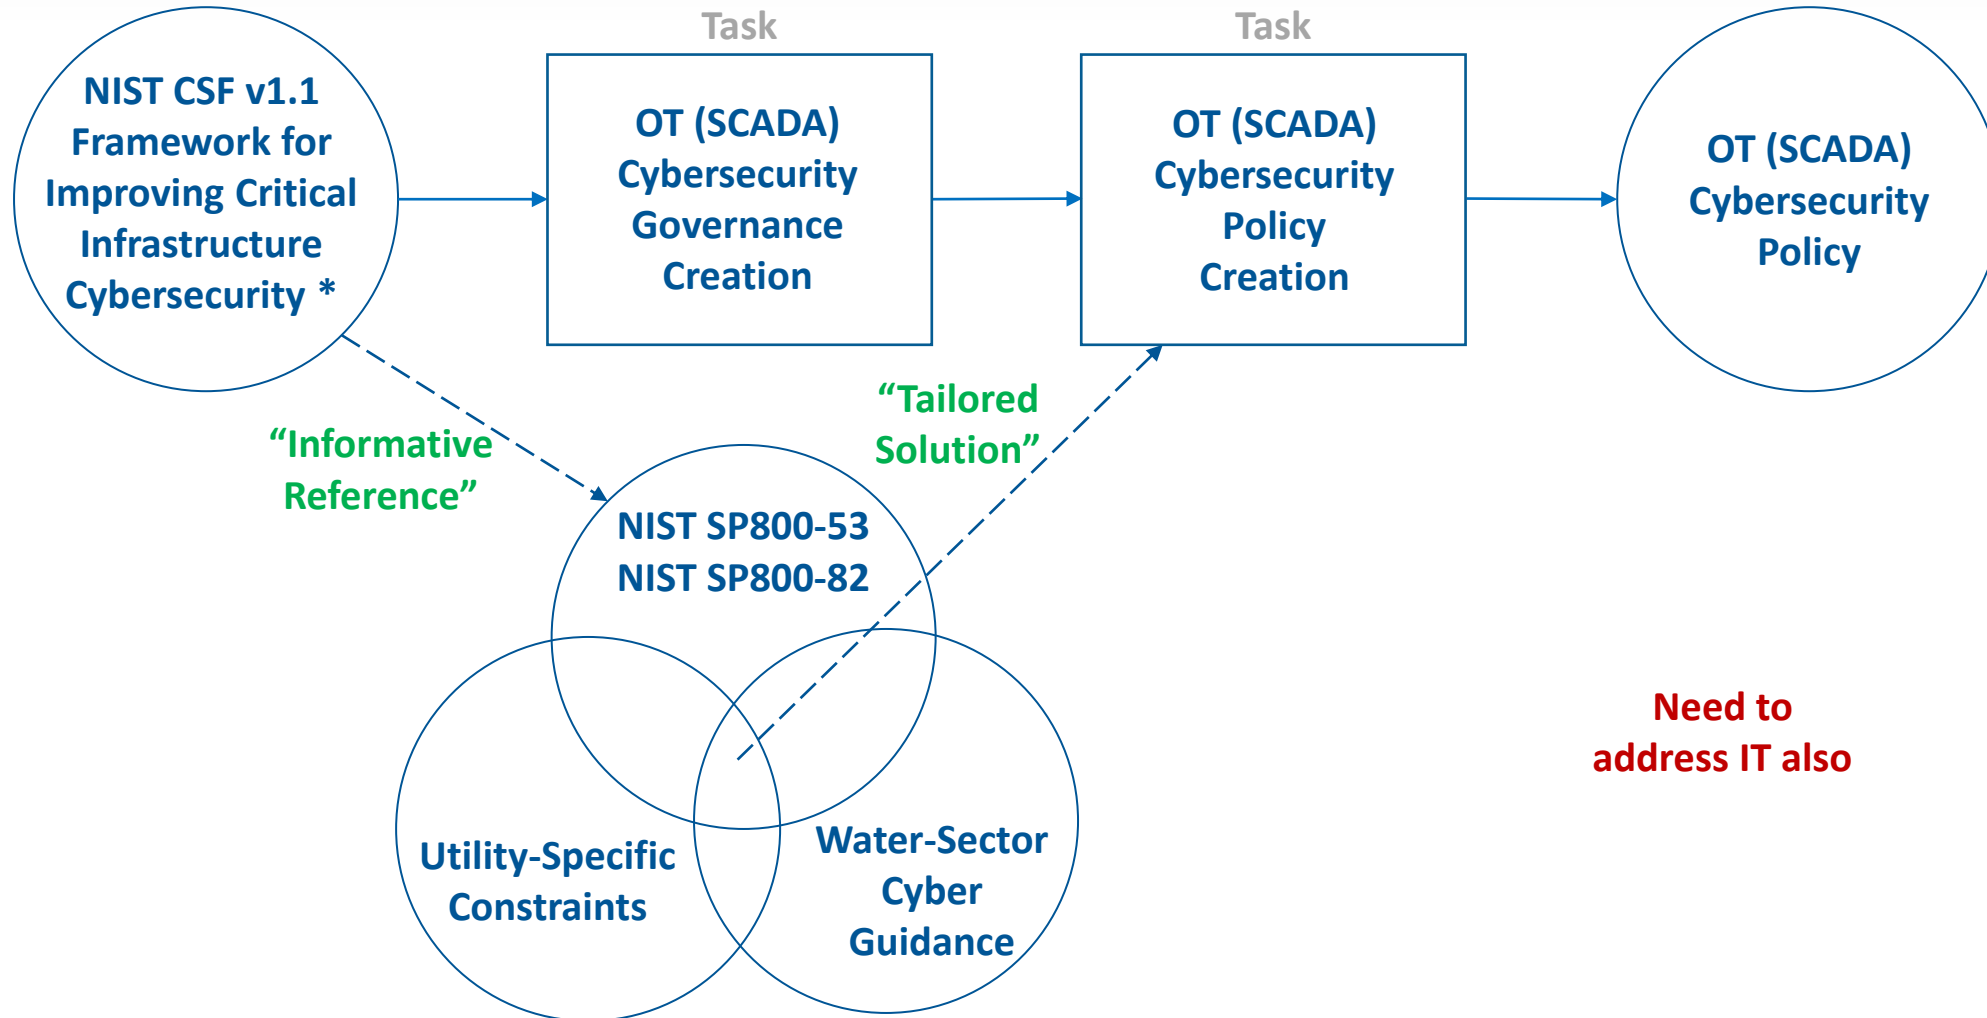 Task
Task
NIST CSF v1.1
Framework for
Improving Critical
Infrastructure
Cybersecurity *
OT (SCADA)
Cybersecurity
Governance
Creation
OT (SCADA)
Cybersecurity
Policy
Creation
OT (SCADA)
Cybersecurity
Policy
“Informative
Reference”
“Tailored
Solution”
NIST SP800-53
NIST SP800-82
Utility-Specific
Constraints
Water-Sector
Cyber
Guidance
Need to
address IT also